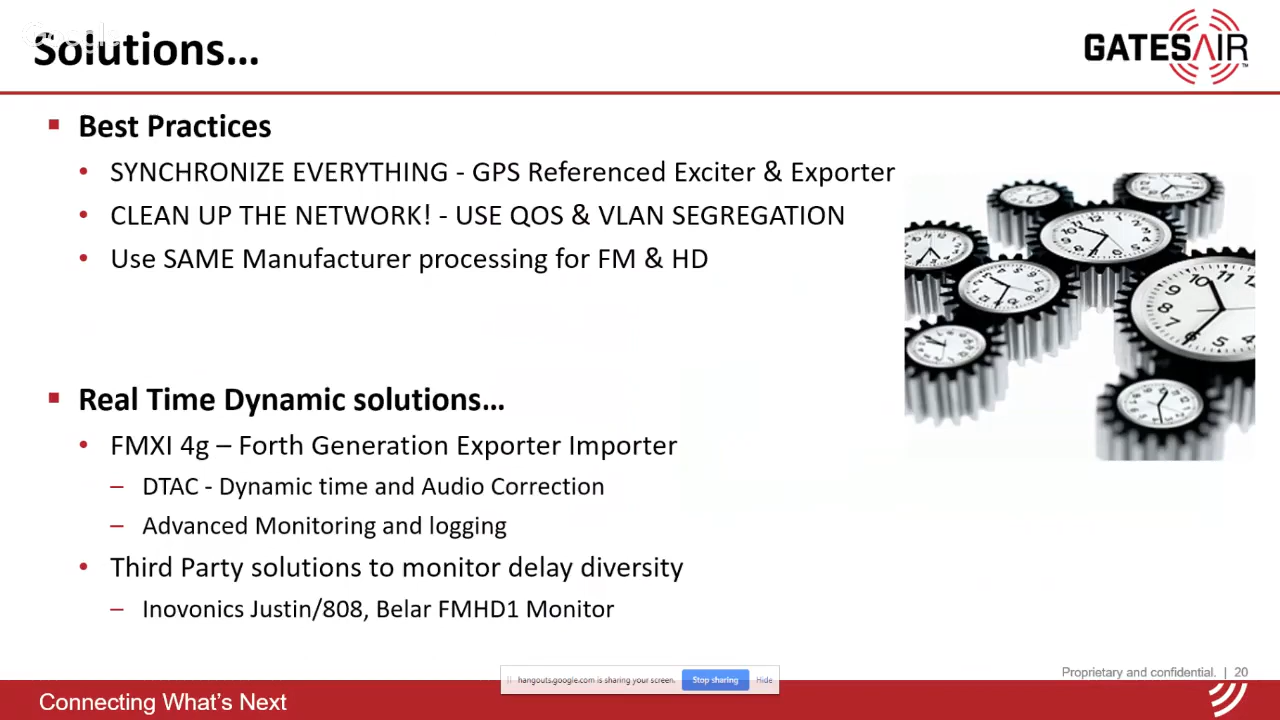 Google
Solutions...
GATESAIR
Best Practices
SYNCHRONIZE EVERYTHING - GPS Referenced Exciter & Exporter
CLEAN UP THE NETWORK! - USE QOS & VLAN SEGREGATION
Use SAME Manufacturer processing for FM & HD
Real Time Dynamic solutions...
FMXI 4g – Forth Generation Exporter Importer
– DTAC - Dynamic time and Audio Correction
– Advanced Monitoring and logging
Third Party solutions to monitor delay diversity
– Inovonics Justin/808, Belar FMHD1 Monitor
Proprietary and confidential. | 20
hangouts.google.com is sharing your screen. Stop sharing Hide
Connecting What's Next